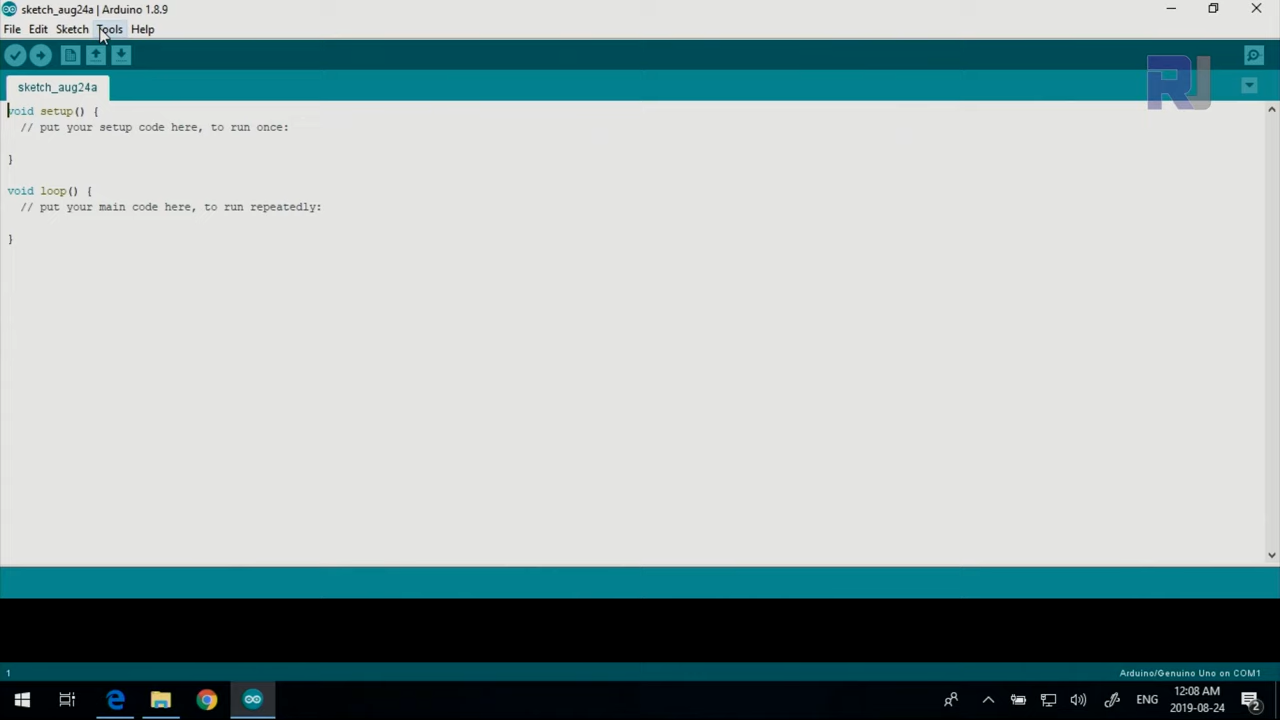 sketch_aug24a | Arduino 1.8.9
File Edit Sketch Tools Help
RJ
sketch_aug24a
void setup() {
// put your setup code here, to run once:
}
void loop() {
// put your main code here, to run repeatedly:
}
1
Arduino/Genuino Uno on COM1
ENG
12:08 AM
2019-08-24
2